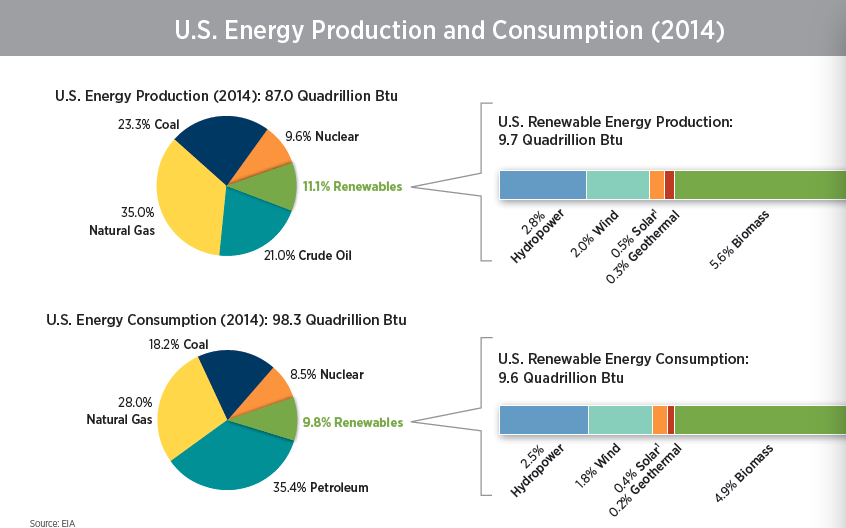 U.S. Energy Production and Consumption (2014)
U.S. Energy Production (2014): 87.0 Quadrillion Btu
23.3% Coal
9.6% Nuclear
11.1% Renewables
35.0%
Natural Gas
21.0% Crude Oil
U.S. Renewable Energy Production:
9.7 Quadrillion Btu
2.8%
Hydropower
2.0% Wind
0.5% Solar¹
0.3% Geothermal
5.6% Biomass
U.S. Energy Consumption (2014): 98.3 Quadrillion Btu
18.2% Coal
8.5% Nuclear
9.8% Renewables
28.0%
Natural Gas
35.4% Petroleum
U.S. Renewable Energy Consumption:
9.6 Quadrillion Btu
2.5%
Hydropower
1.8% Wind
0.4% Solar¹
0.2% Geothermal
4.9% Biomass
Source: EIA